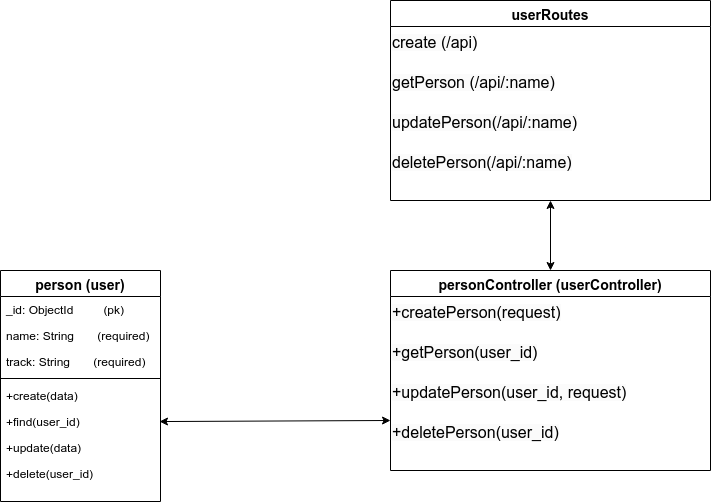 userRoutes
create (/api)
getPerson (/api/:name)
updatePerson(/api/:name)
deletePerson(/api/:name)
person (user)
_id: ObjectId (pk)
name: String (required)
track: String (required)
+create(data)
+find(user_id)
+update(data)
+delete(user_id)
personController (userController)
+createPerson(request)
+getPerson(user_id)
+updatePerson(user_id, request)
+deletePerson(user_id)